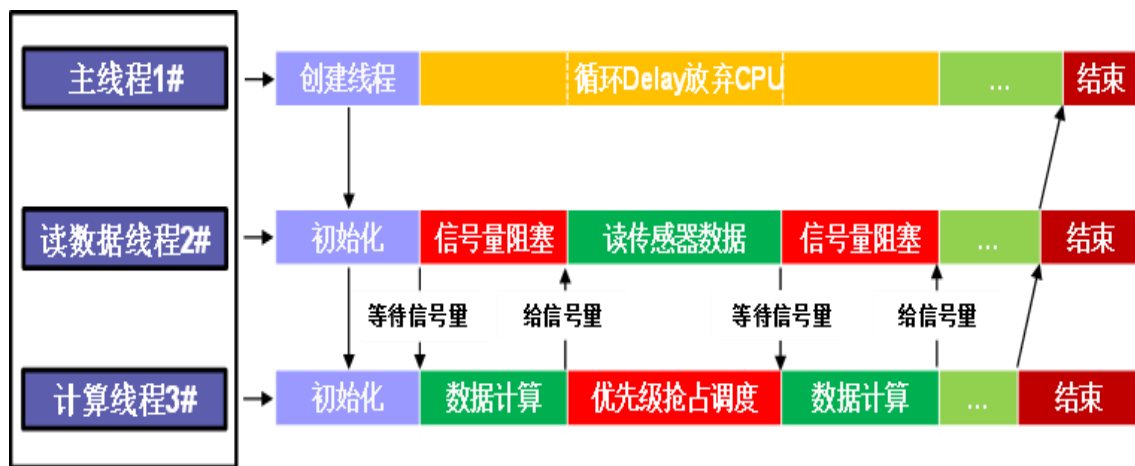 主线程1#
创建线程
循环Delay放弃CPU
...
结束
读数据线程2#
初始化
信号量阻塞
读传感器数据
信号量阻塞
...
结束
等待信号量
给信号量
等待信号量
给信号量
计算线程3#
初始化
数据计算
优先级抢占调度
数据计算
...
结束